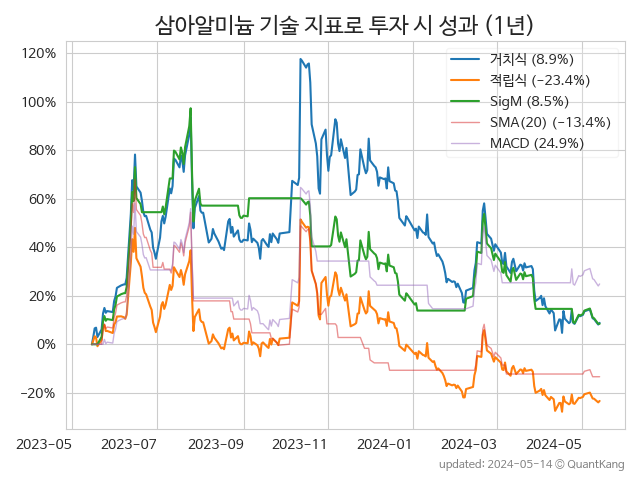 삼아알미늄 기술 지표로 투자 시 성과 (1년)
120%
100%
80%
60%
40%
20%
0%
−20%
거치식 (8.9%)
적립식 (−23.4%)
SigM (8.5%)
SMA(20) (−13.4%)
MACD (24.9%)
2023-05
2023-07
2023-09
2023-11
2024-01
2024-03
2024-05
updated: 2024-05-14 © QuantKang